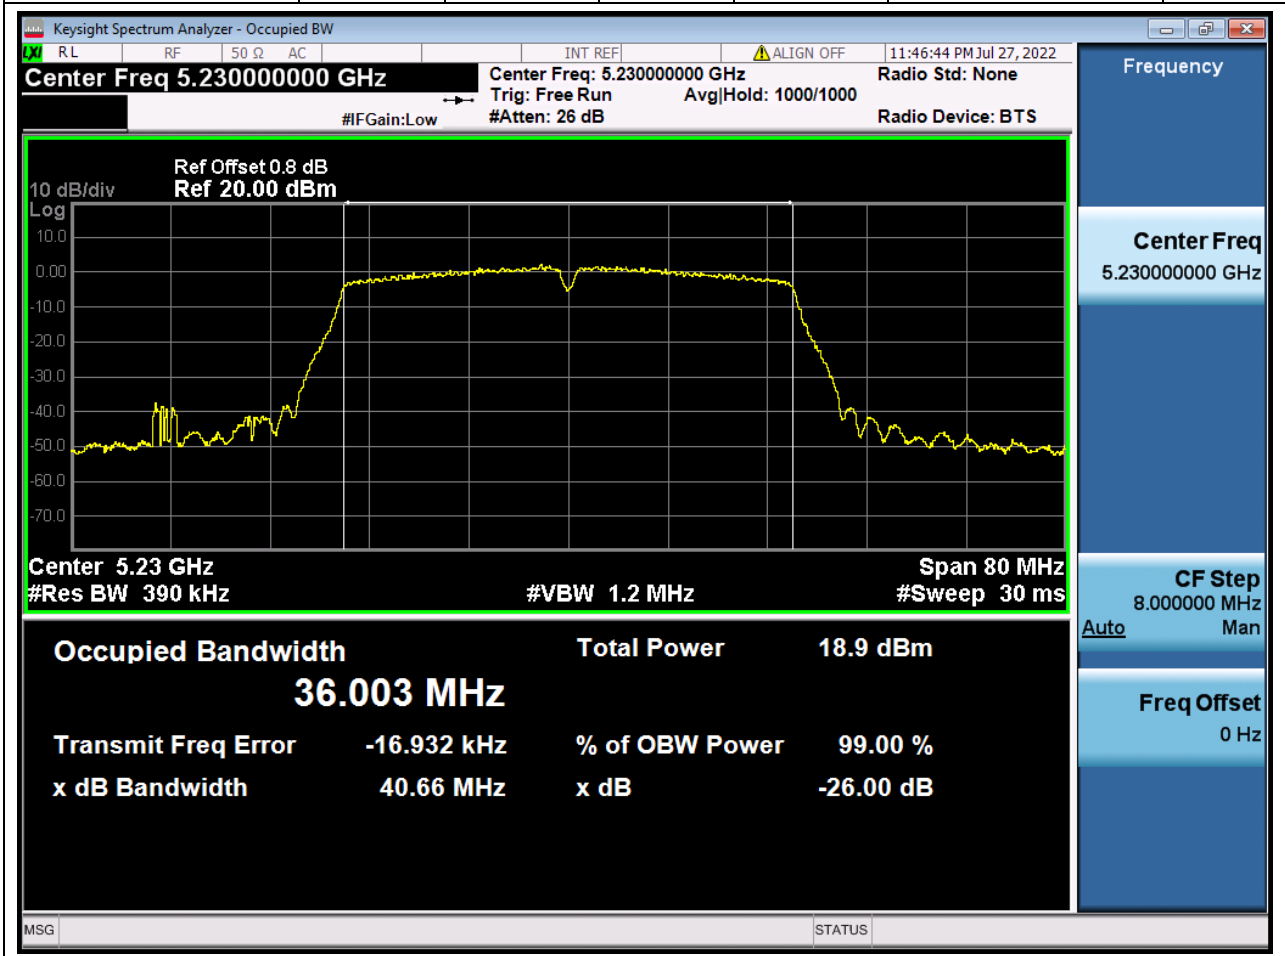 Keysight Spectrum Analyzer - Occupied BW
LXI RL RF 50 Ω AC INT REF ALIGN OFF 11:46:44 PM Jul 27, 2022
Center Freq 5.230000000 GHz
Center Freq: 5.230000000 GHz
Radio Std: None
Trig: Free Run Avg|Hold: 1000/1000
#IFGain:Low
#Atten: 26 dB
Radio Device: BTS
Frequency
Ref Offset 0.8 dB
10 dB/div Ref 20.00 dBm
Log
10.0
0.00
-10.0
-20.0
-30.0
-40.0
-50.0
-60.0
-70.0
Center 5.23 GHz Span 80 MHz
#Res BW 390 kHz #VBW 1.2 MHz #Sweep 30 ms
Center Freq
5.230000000 GHz
CF Step
8.000000 MHz
Auto Man
Freq Offset
0 Hz
Occupied Bandwidth Total Power 18.9 dBm
36.003 MHz
Transmit Freq Error -16.932 kHz % of OBW Power 99.00 %
x dB Bandwidth 40.66 MHz x dB -26.00 dB
MSG STATUS